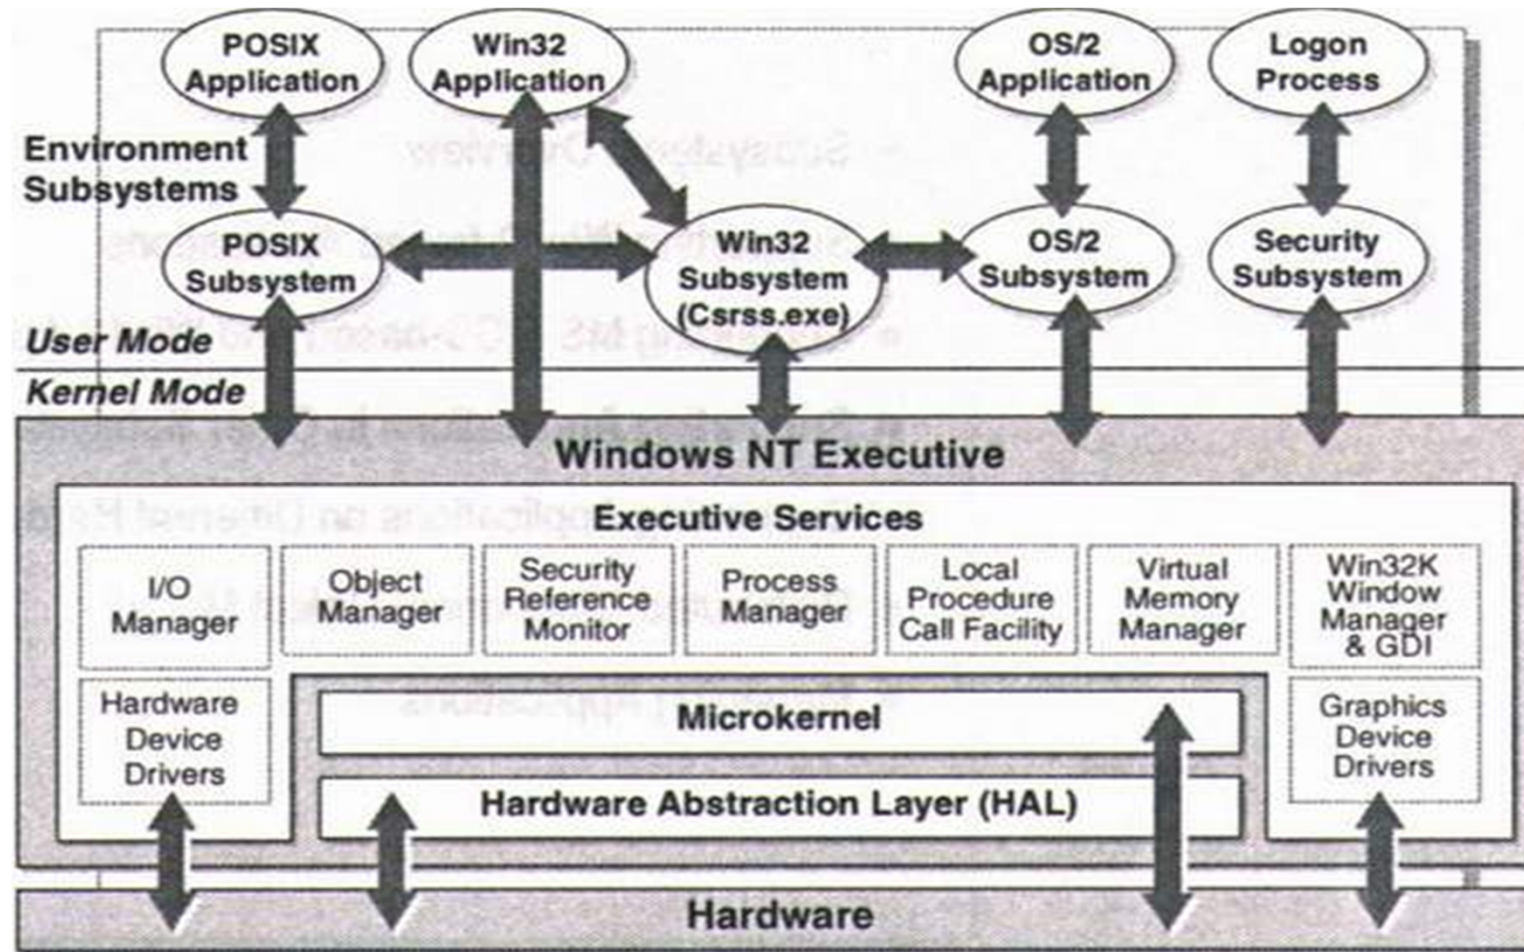 POSIX
Application
Win32
Application
OS/2
Application
Logon
Process
Environment
Subsystems
POSIX
Subsystem
Win32
Subsystem
(Csrss.exe)
OS/2
Subsystem
Security
Subsystem
User Mode
Kernel Mode
Windows NT Executive
Executive Services
I/O
Manager
Object
Manager
Security
Reference
Monitor
Process
Manager
Local
Procedure
Call Facility
Virtual
Memory
Manager
Win32K
Window
Manager
& GDI
Hardware
Device
Drivers
Microkernel
Hardware Abstraction Layer (HAL)
Graphics
Device
Drivers
Hardware